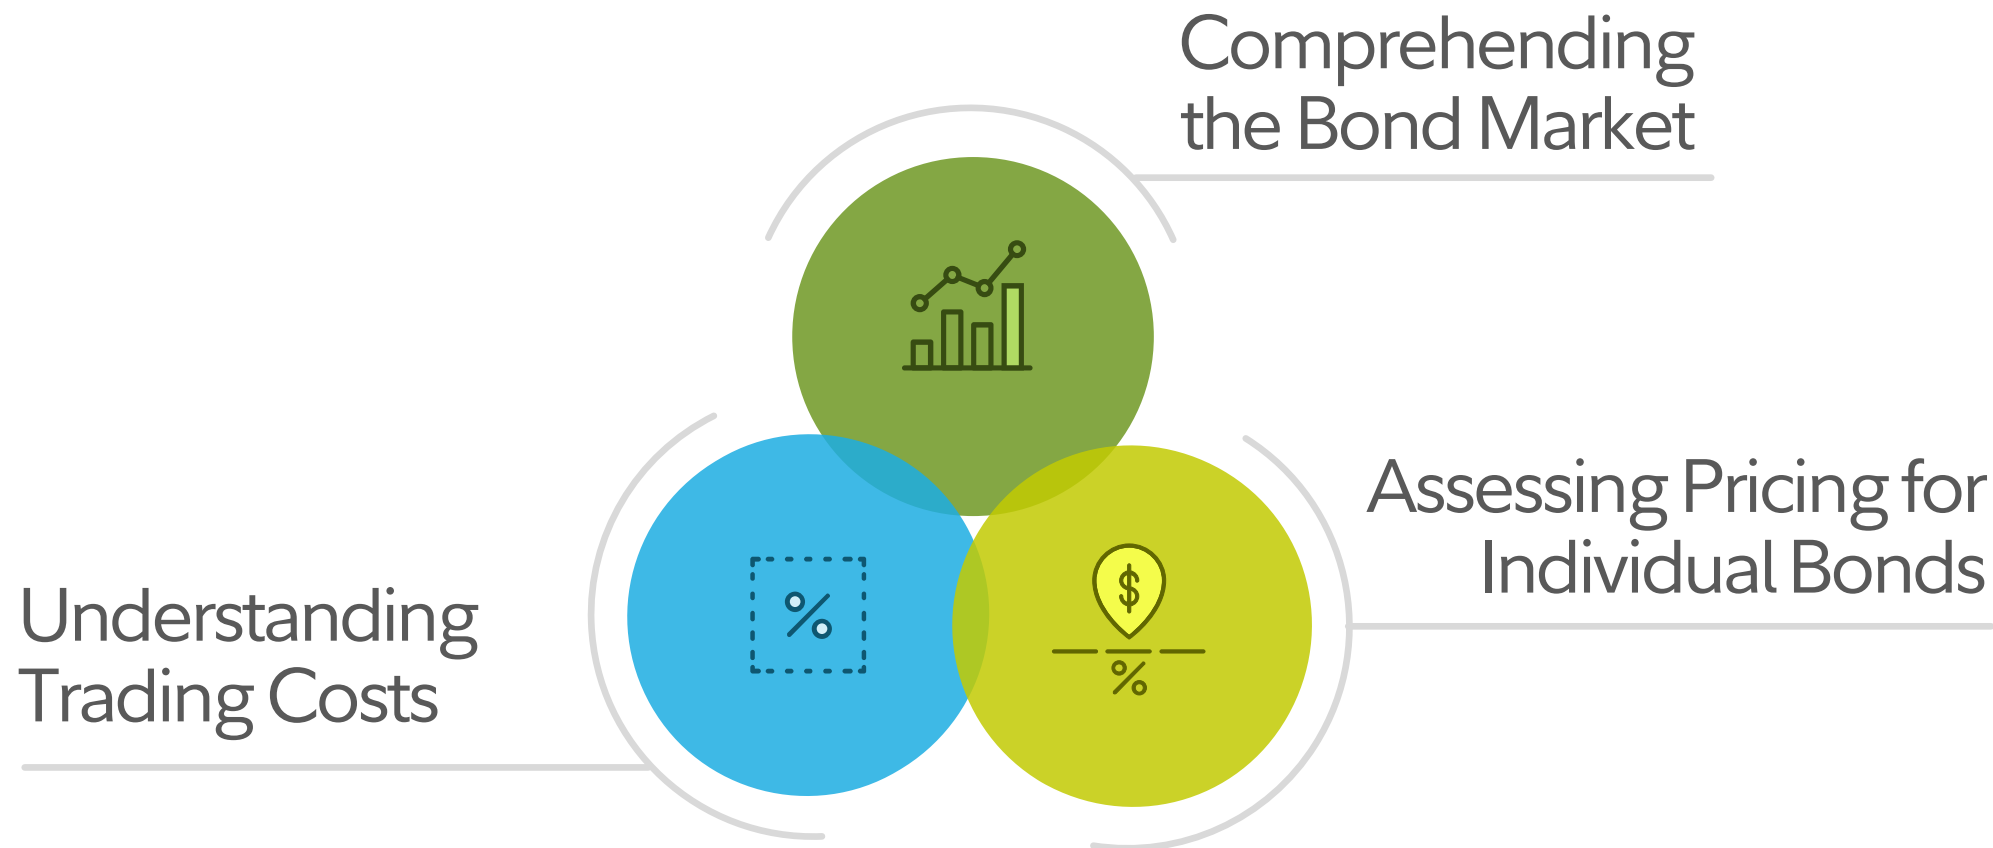 Comprehending
the Bond Market
Assessing Pricing for
Individual Bonds
Understanding
Trading Costs
%
$
%